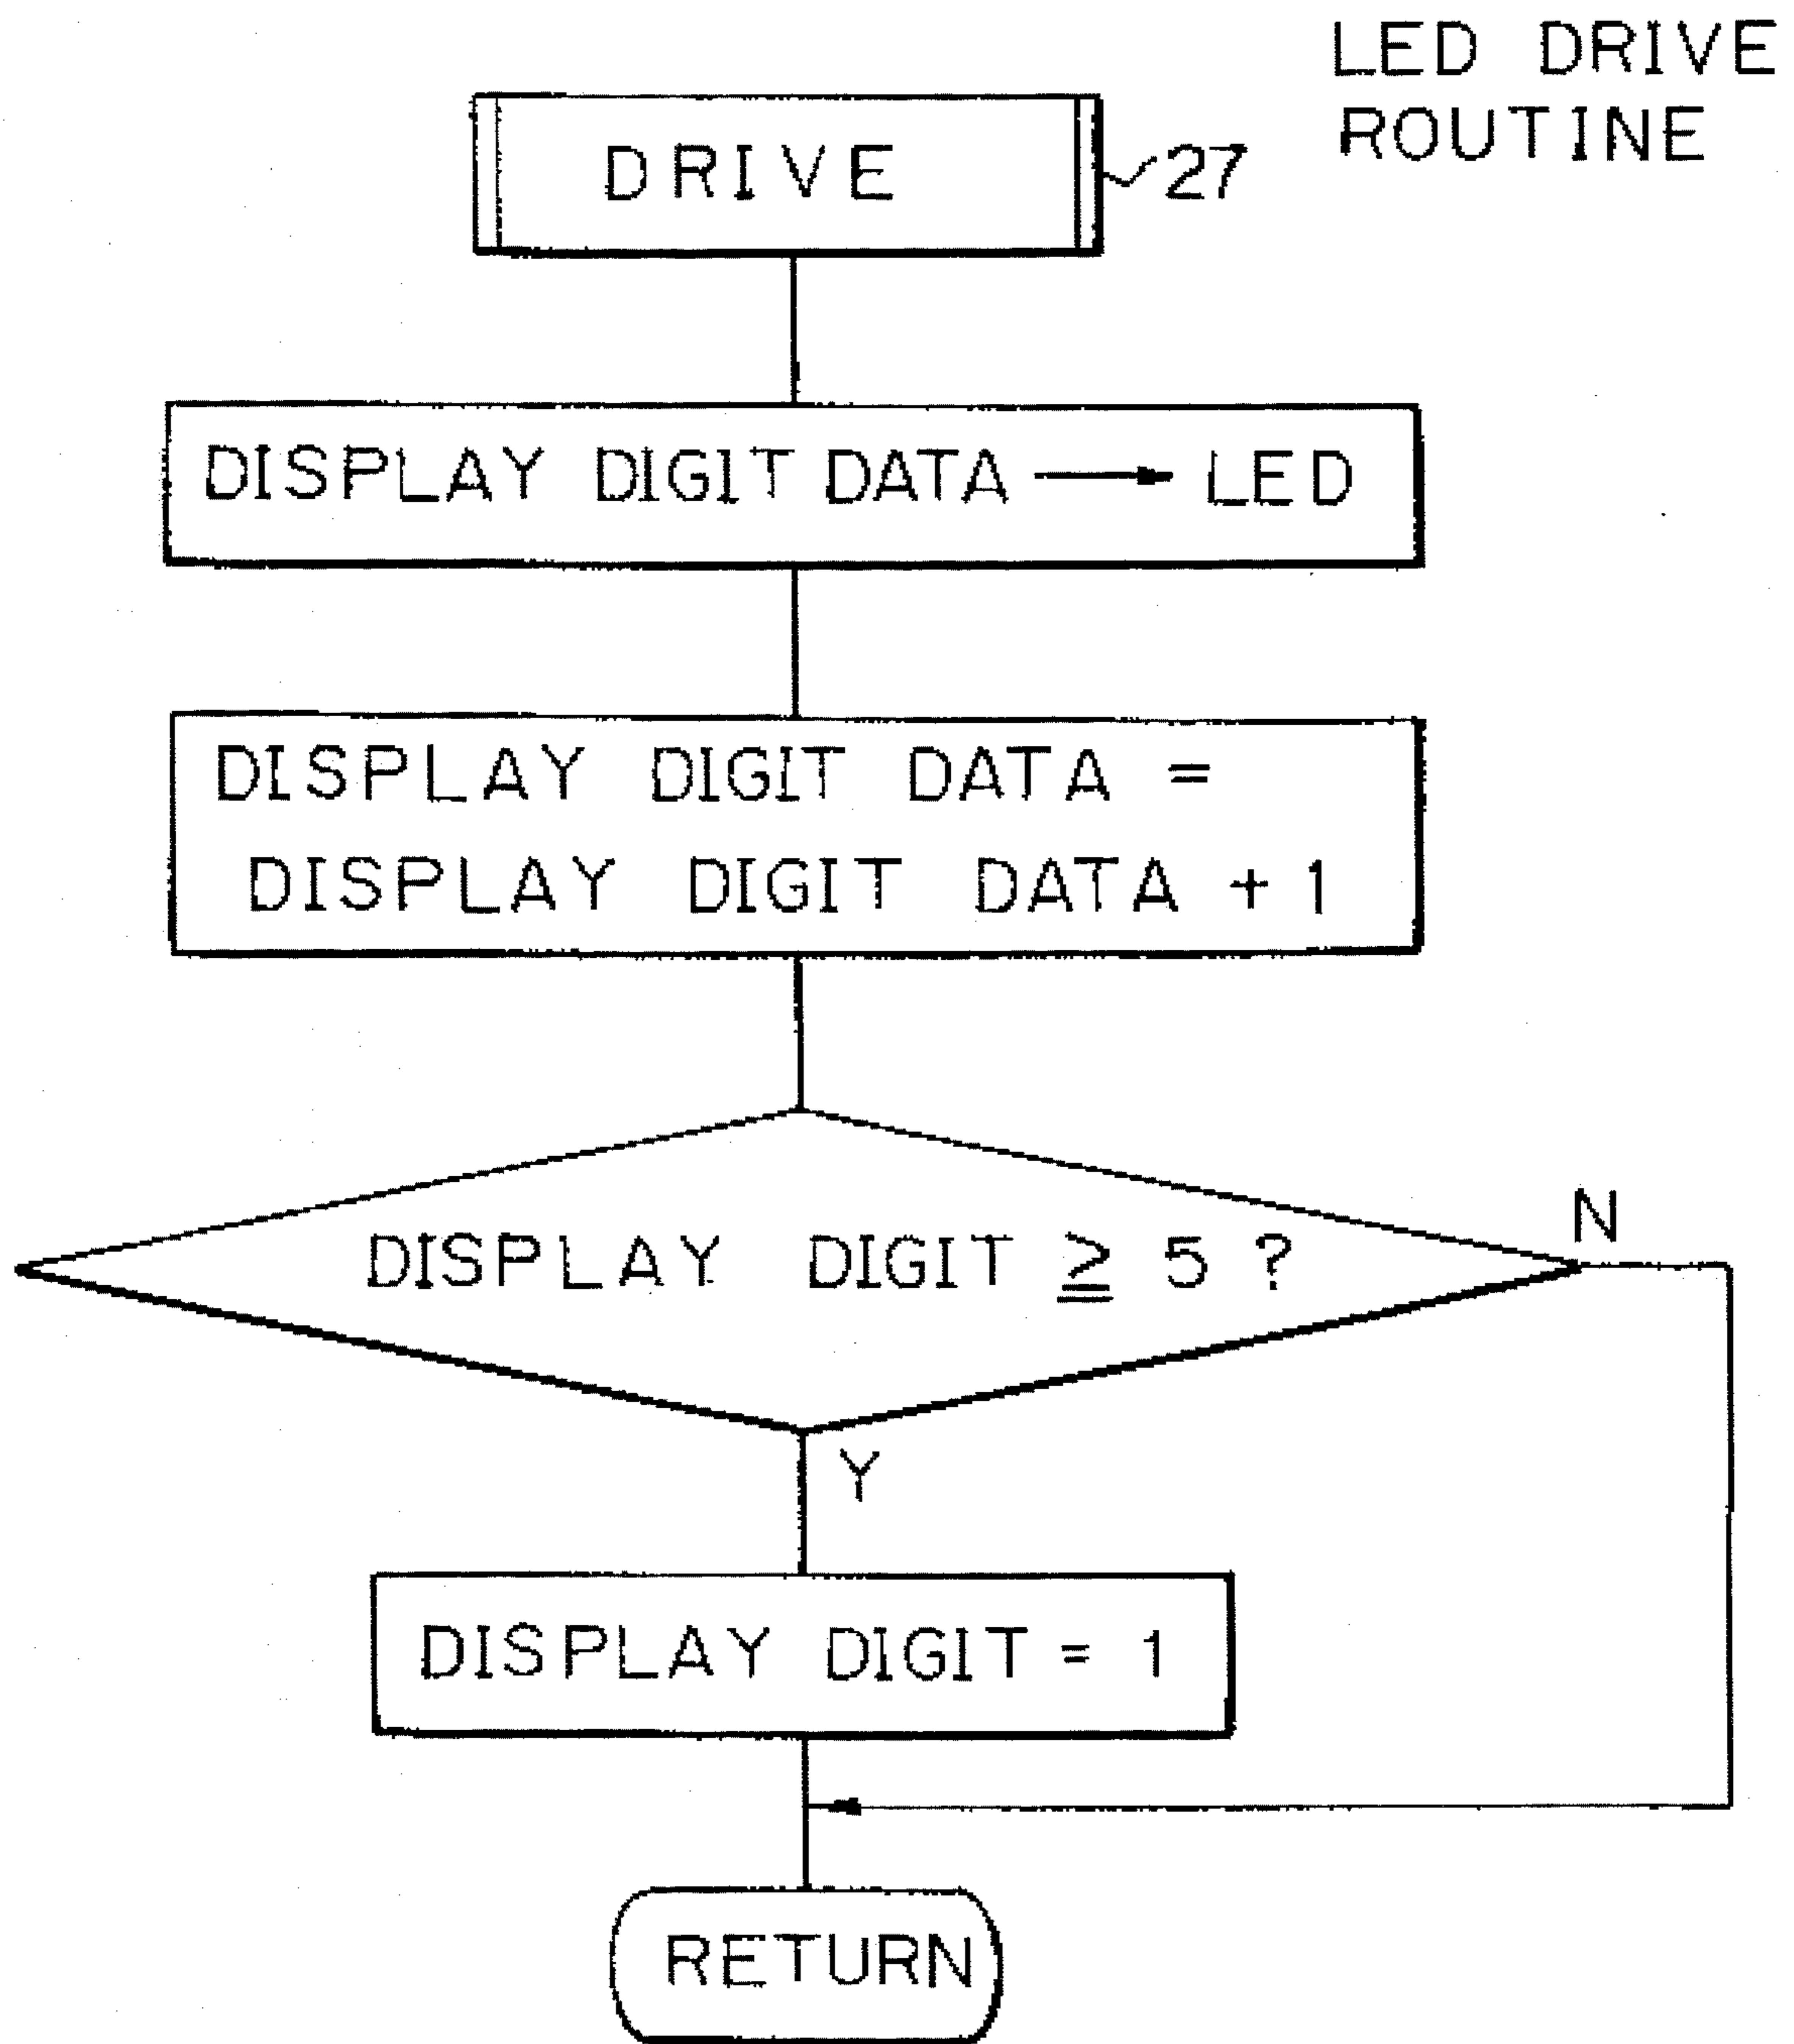 LED DRIVE
ROUTINE
DRIVE
27
DISPLAY DIGIT DATA → LED
DISPLAY DIGIT DATA =
DISPLAY DIGIT DATA + 1
DISPLAY DIGIT ≧ 5 ?
N
Y
DISPLAY DIGIT = 1
RETURN